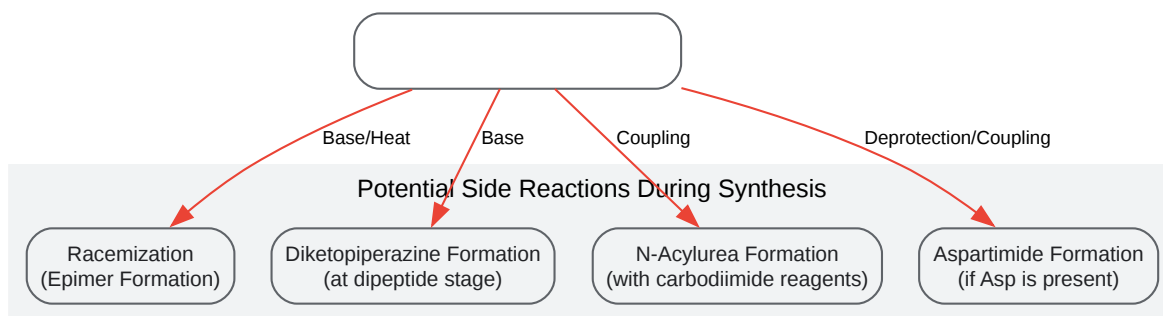 Base/Heat
Base
Coupling
Deprotection/Coupling
Potential Side Reactions During Synthesis
Racemization
(Epimer Formation)
Diketopiperazine Formation
(at dipeptide stage)
N-Acylurea Formation
(with carbodiimide reagents)
Aspartimide Formation
(if Asp is present)